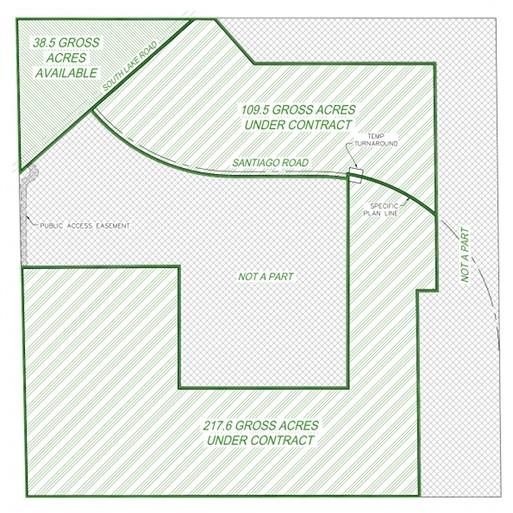 38.5 GROSS
ACRES
AVAILABLE
SOUTH LAKE ROAD
109.5 GROSS ACRES
UNDER CONTRACT
TEMP
TURNAROUND
SANTIAGO ROAD
SPECIFIC
PLAN LINE
PUBLIC ACCESS EASEMENT
NOT A PART
NOT A PART
217.6 GROSS ACRES
UNDER CONTRACT